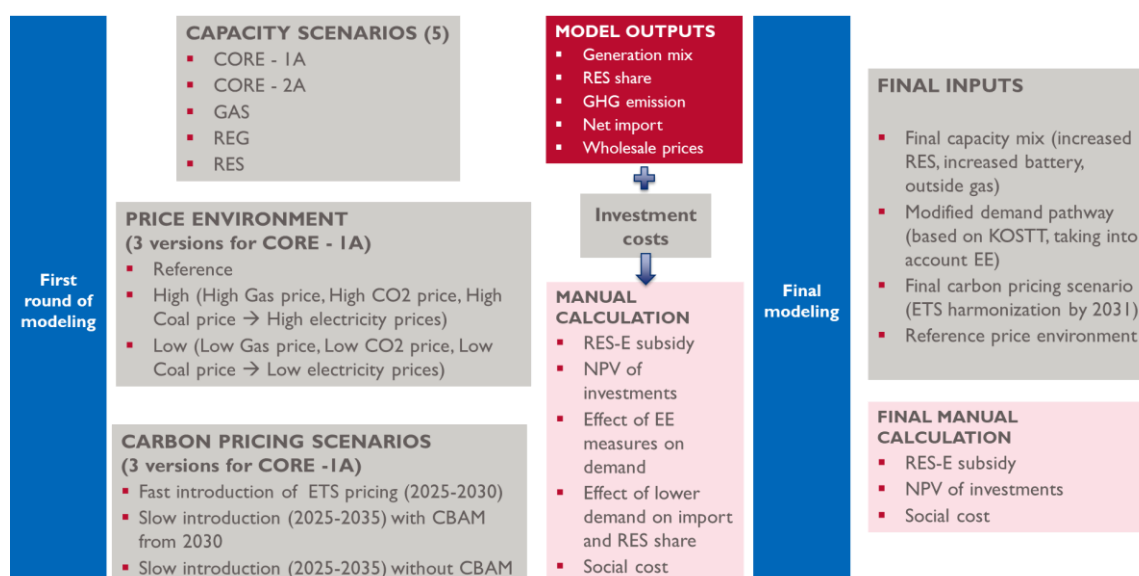 First
round of
modeling
CAPACITY SCENARIOS (5)
▪ CORE - 1A
▪ CORE - 2A
▪ GAS
▪ REG
▪ RES
PRICE ENVIRONMENT
(3 versions for CORE - 1A)
▪ Reference
▪ High (High Gas price, High CO2 price, High
Coal price → High electricity prices)
▪ Low (Low Gas price, Low CO2 price, Low
Coal price → Low electricity prices)
CARBON PRICING SCENARIOS
(3 versions for CORE -1A)
▪ Fast introduction of ETS pricing (2025-2030)
▪ Slow introduction (2025-2035) with CBAM
from 2030
▪ Slow introduction (2025-2035) without CBAM
MODEL OUTPUTS
▪ Generation mix
▪ RES share
▪ GHG emission
▪ Net import
▪ Wholesale prices
Investment
costs
MANUAL
CALCULATION
▪ RES-E subsidy
▪ NPV of
investments
▪ Effect of EE
measures on
demand
▪ Effect of lower
demand on import
and RES share
▪ Social cost
Final
modeling
FINAL INPUTS
▪ Final capacity mix (increased
RES, increased battery,
outside gas)
▪ Modified demand pathway
(based on KOSTT, taking into
account EE)
▪ Final carbon pricing scenario
(ETS harmonization by 2031)
▪ Reference price environment
FINAL MANUAL
CALCULATION
▪ RES-E subsidy
▪ NPV of investments
▪ Social cost